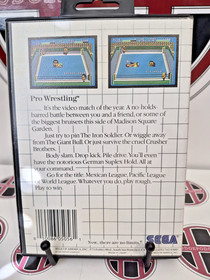 Pro Wrestling™
It's the video match of the year. A no-holds-
barred battle between you and a friend, or some of
the biggest bruisers this side of Madison Square
Garden.
Just try to pin The Iron Soldier. Or wiggle away
from The Giant Bull. Or just survive the cruel Crusher
Brothers.
Body slam. Drop kick. Pile drive. You'll even
have the notorious German Suplex Hold. All at
your command.
Go for the title. Mexican League. Pacific League
or World League. Whatever you do, play rough.
Play to win.
SEGA